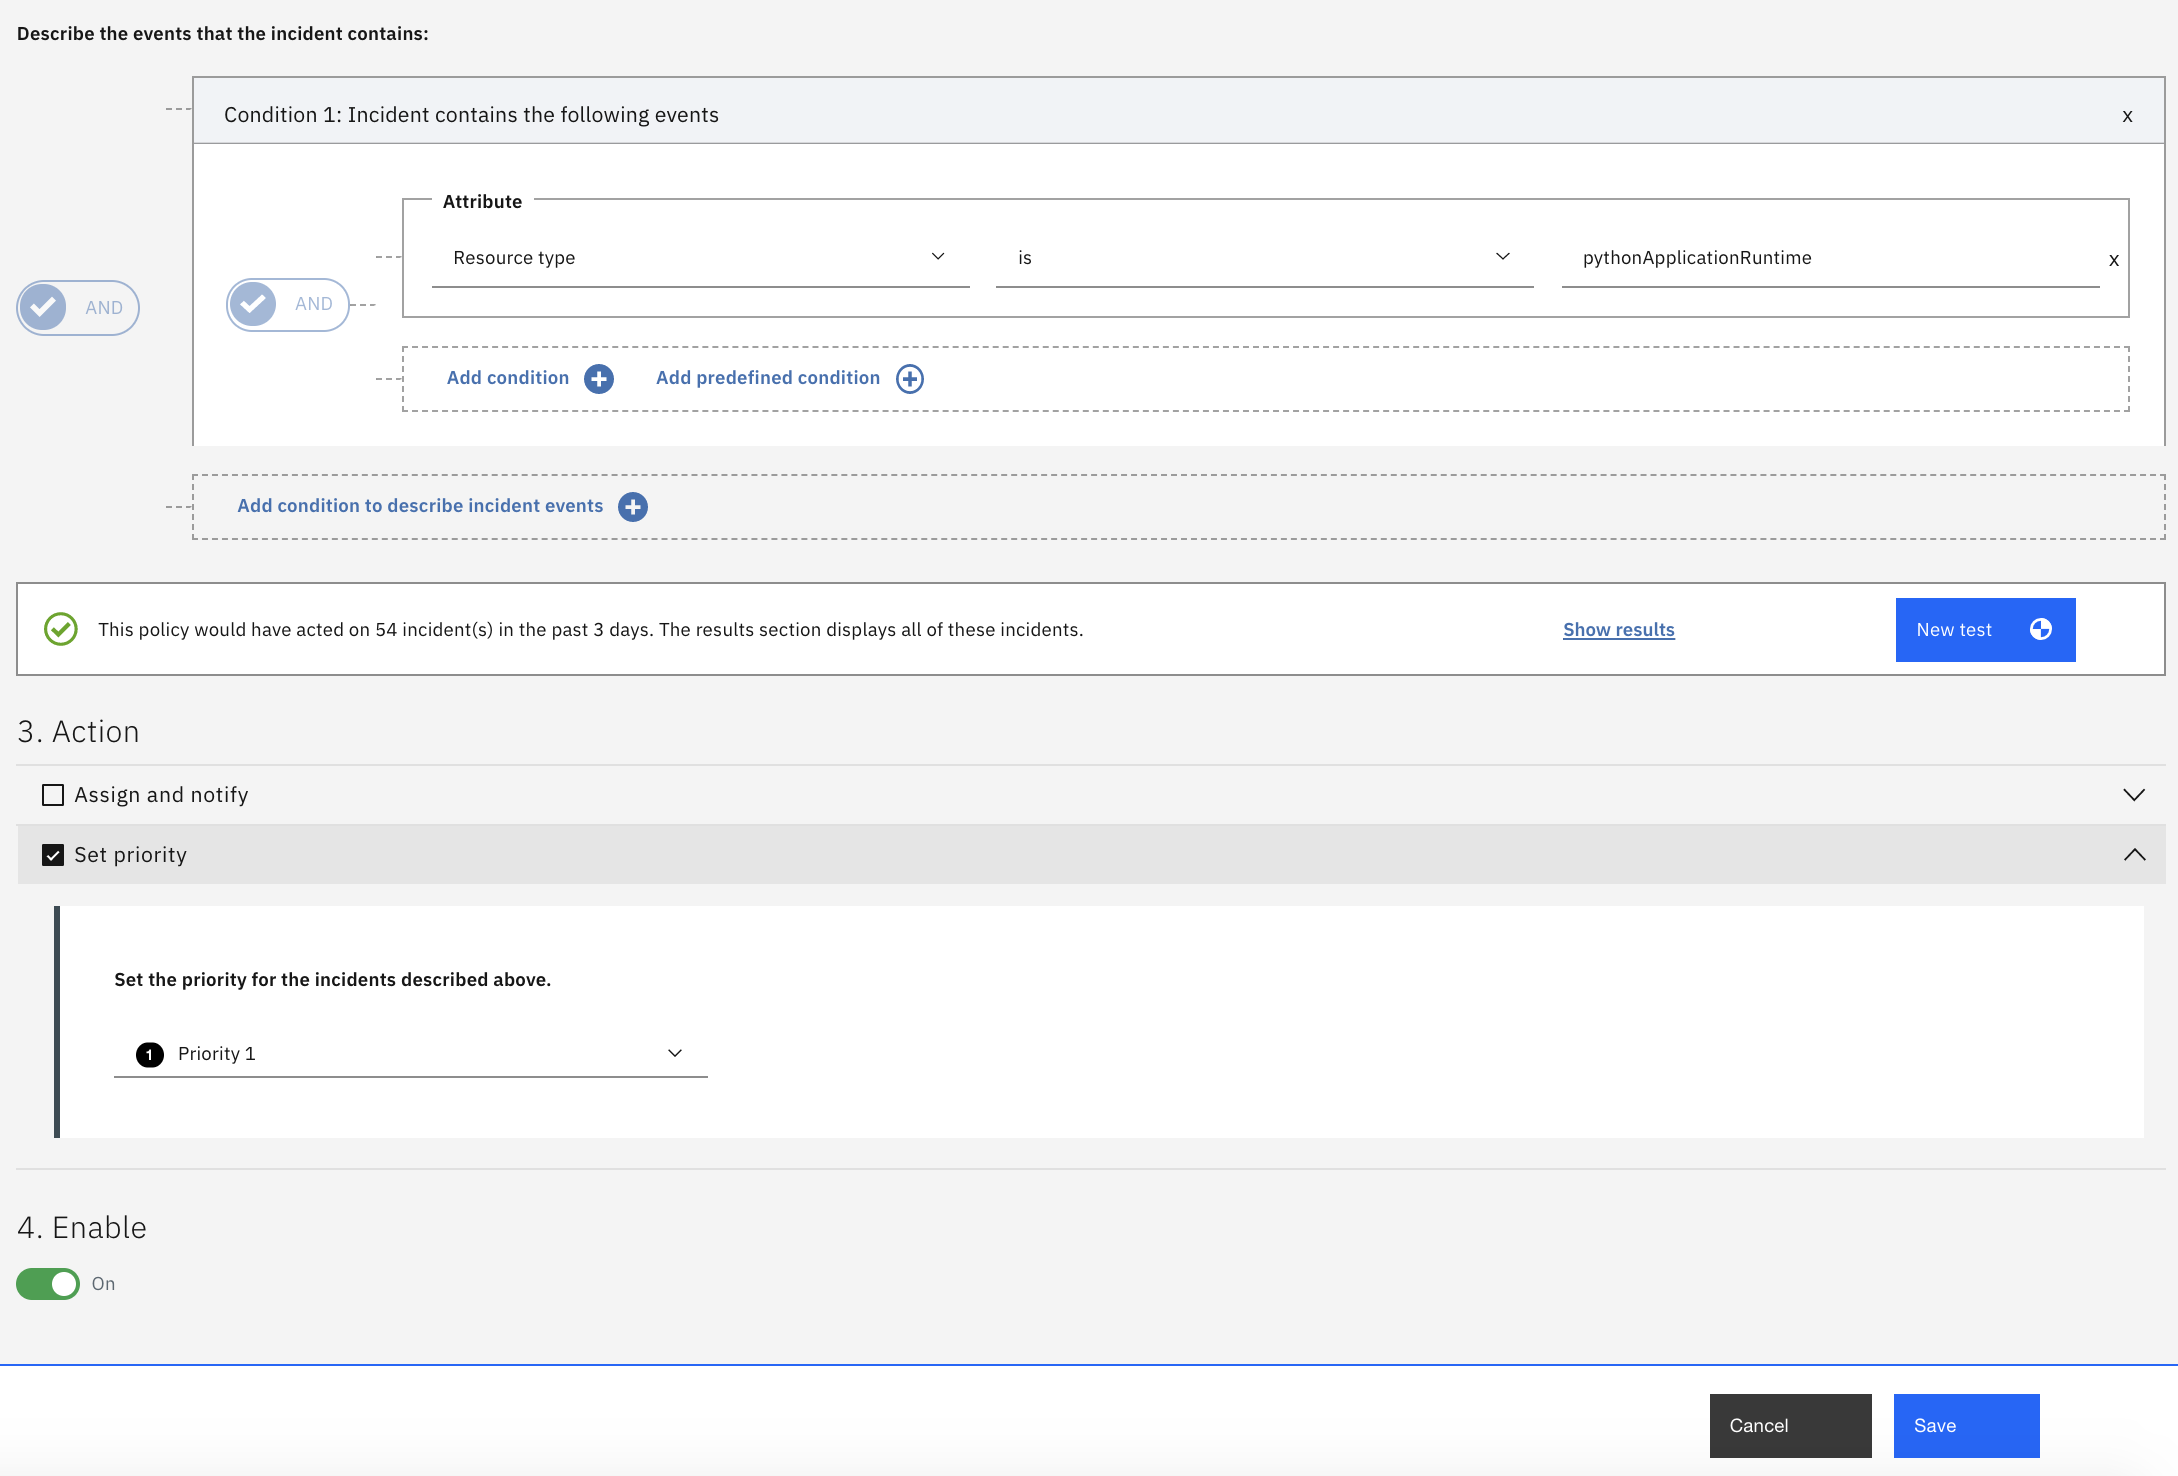 Describe the events that the incident contains:
Condition 1: Incident contains the following events
x
Attribute
Resource type
is
pythonApplicationRuntime
x
AND
AND
Add condition
Add predefined condition
Add condition to describe incident events
This policy would have acted on 54 incident(s) in the past 3 days. The results section displays all of these incidents.
Show results
New test
3. Action
Assign and notify
Set priority
Set the priority for the incidents described above.
1 Priority 1
4. Enable
On
Cancel
Save